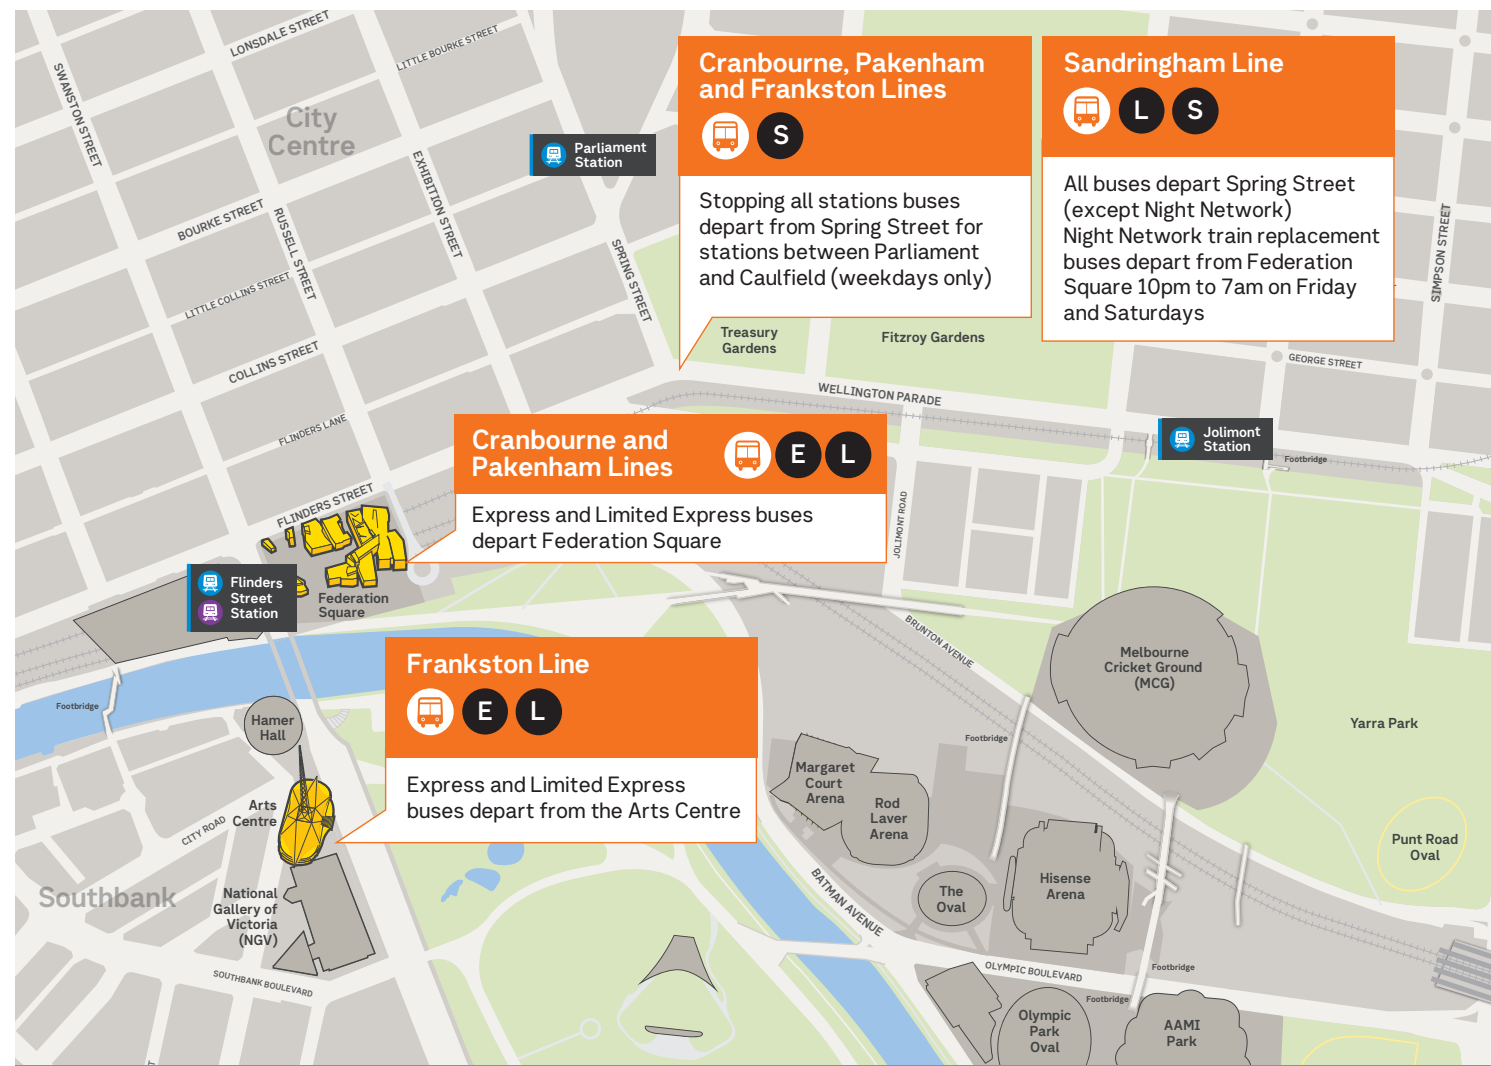 LONSDALE STREET
LITTLE BOURKE STREET
SWANSTON STREET
City
Centre
Parliament
Station
EXHIBITION STREET
BOURKE STREET
RUSSELL STREET
LITTLE COLLINS STREET
SPRING STREET
COLLINS STREET
FLINDERS LANE
FLINDERS STREET
Cranbourne, Pakenham
and Frankston Lines
S
Stopping all stations buses
depart from Spring Street for
stations between Parliament
and Caulfield (weekdays only)
Sandringham Line
L S
All buses depart Spring Street
(except Night Network)
Night Network train replacement
buses depart from Federation
Square 10pm to 7am on Friday
and Saturdays
SIMPSON STREET
Treasury
Gardens
Fitzroy Gardens
GEORGE STREET
WELLINGTON PARADE
Jolimont
Station
Footbridge
Cranbourne and
Pakenham Lines
E L
Express and Limited Express buses
depart Federation Square
JOLIMONT ROAD
Flinders
Street
Station
Federation
Square
BRUNTON AVENUE
Melbourne
Cricket Ground
(MCG)
Yarra Park
Frankston Line
E L
Express and Limited Express
buses depart from the Arts Centre
Footbridge
Hamer
Hall
Footbridge
Arts
Centre
CITY ROAD
Margaret
Court
Arena
Rod
Laver
Arena
Punt Road
Oval
Southbank
National
Gallery of
Victoria
(NGV)
BATMAN AVENUE
The
Oval
Hisense
Arena
SOUTHBANK BOULEVARD
OLYMPIC BOULEVARD
Footbridge
Footbridge
Olympic
Park
Oval
AAMI
Park